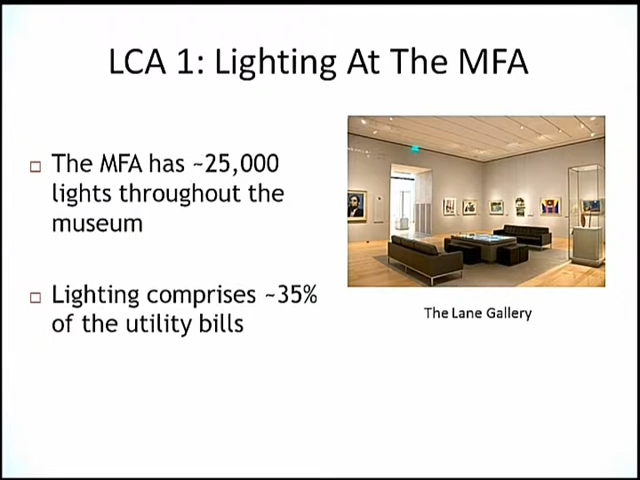 LCA 1: Lighting At The MFA
The MFA has ~25,000
lights throughout the
museum
Lighting comprises ~35%
of the utility bills
The Lane Gallery